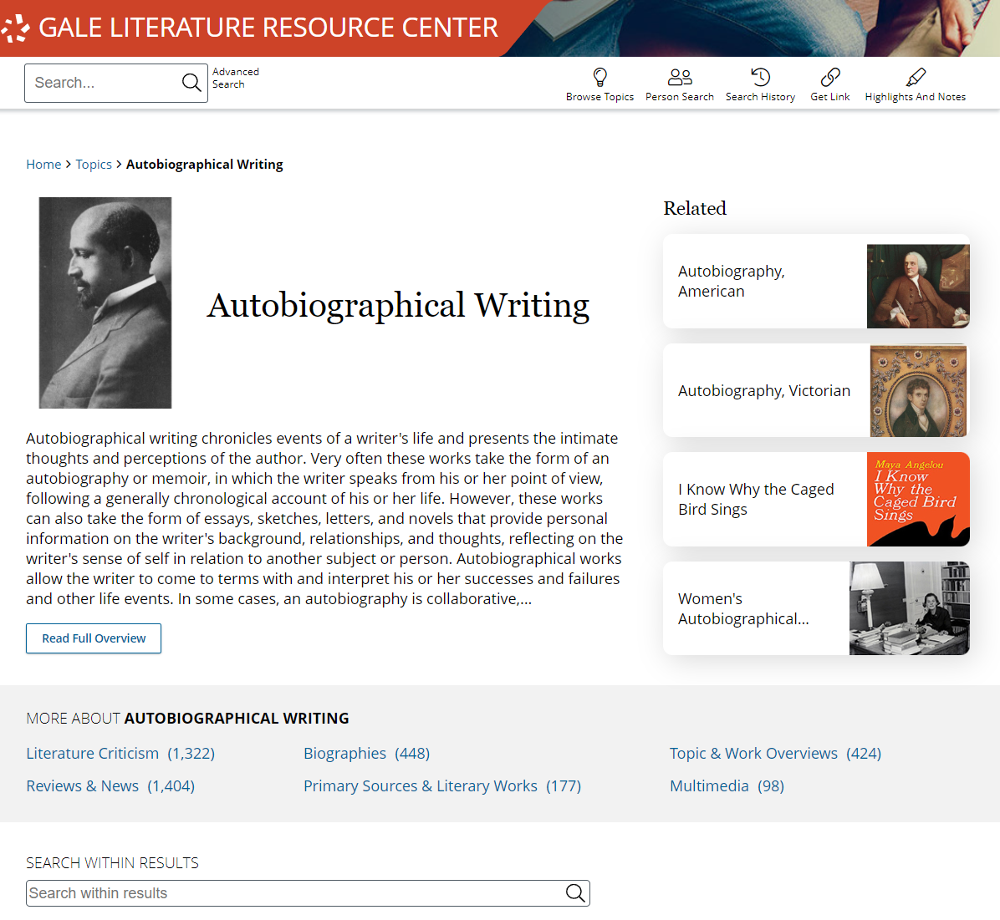 GALE LITERATURE RESOURCE CENTER
Search...
Advanced
Search
Browse Topics
Person Search
Search History
Get Link
Highlights And Notes
Home > Topics > Autobiographical Writing
Autobiographical Writing
Autobiographical writing chronicles events of a writer's life and presents the intimate
thoughts and perceptions of the author. Very often these works take the form of an
autobiography or memoir, in which the writer speaks from his or her point of view,
following a generally chronological account of his or her life. However, these works
can also take the form of essays, sketches, letters, and novels that provide personal
information on the writer's background, relationships, and thoughts, reflecting on the
writer's sense of self in relation to another subject or person. Autobiographical works
allow the writer to come to terms with and interpret his or her successes and failures
and other life events. In some cases, an autobiography is collaborative,...
Read Full Overview
Related
Autobiography,
American
Autobiography, Victorian
I Know Why the Caged
Bird Sings
Maya Angelou
I Know
Why the
Caged Bird
Sings
Women's
Autobiographical...
MORE ABOUT AUTOBIOGRAPHICAL WRITING
Literature Criticism (1,322)
Biographies (448)
Topic & Work Overviews (424)
Reviews & News (1,404)
Primary Sources & Literary Works (177)
Multimedia (98)
SEARCH WITHIN RESULTS
Search within results